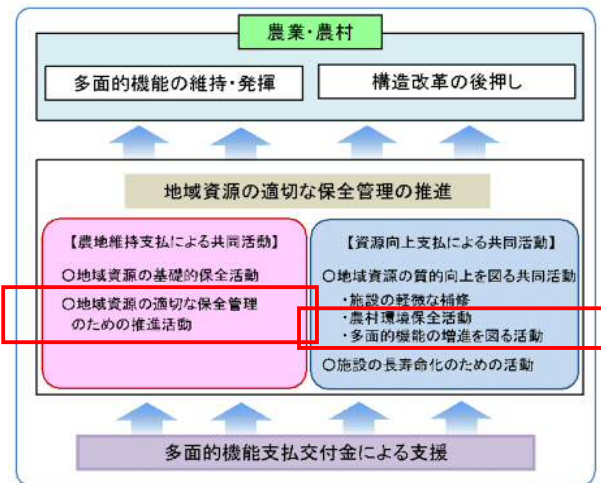 農業・農村
多面的機能の維持・発揮
構造改革の後押し
地域資源の適切な保全管理の推進
【農地維持支払による共同活動】
○地域資源の基礎的保全活動
○地域資源の適切な保全管理
のための推進活動
【資源向上支払による共同活動】
○地域資源の質的向上を図る共同活動
・施設の軽微な補修
・農村環境保全活動
・多面的機能の増進を図る活動
○施設の長寿命化のための活動
多面的機能支払交付金による支援